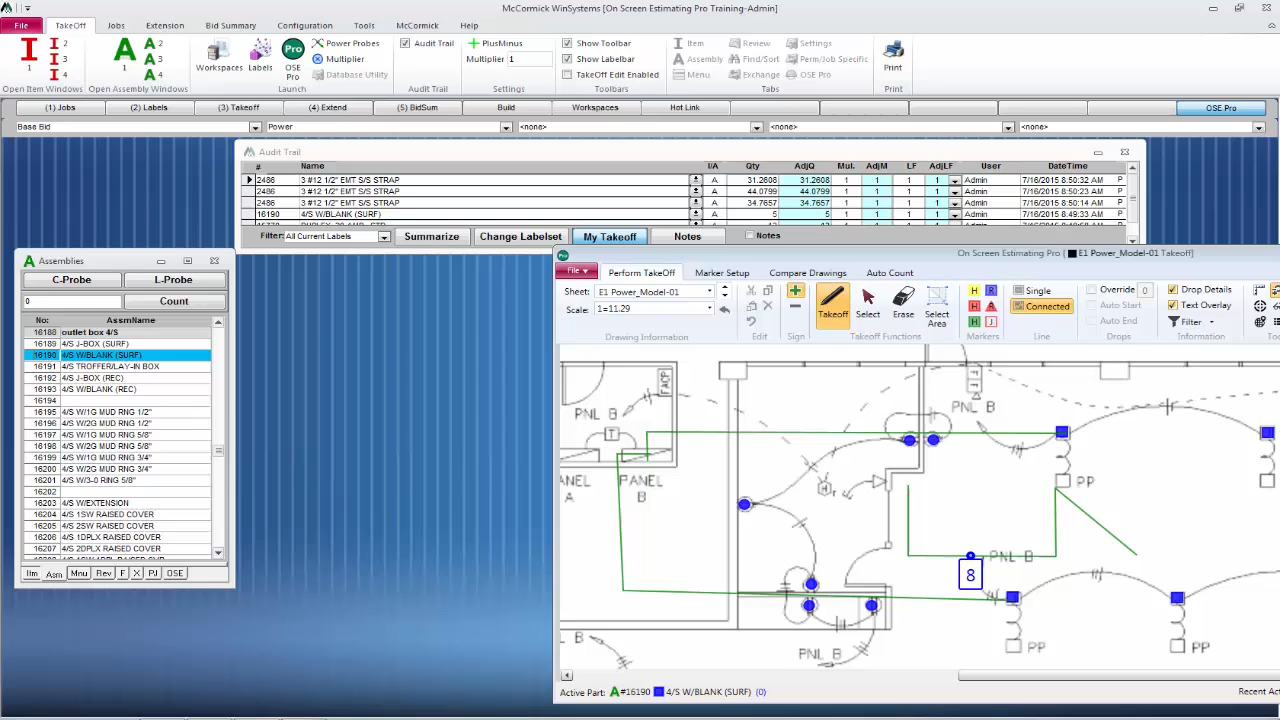 McCormick WinSystems [On Screen Estimating Pro Training-Admin]
File TakeOff Jobs Extension Bid Summary Configuration Tools McCormick Help
I 1 2 3 4 A 1 2 3 4 Workspaces Labels OSE Pro Power Probes Multiplier Database Utility
Audit Trail PlusMinus Multiplier 1 Show Toolbar Show Labelbar TakeOff Edit Enabled
Item Assembly Menu Review Find/Sort Exchange Settings Perm/Job Specific OSE Pro Print
Open Item Windows Open Assembly Windows Launch Audit Trail Settings Toolbars Tabs Print
(1) Jobs (2) Labels (3) Takeoff (4) Extend (5) BidSum Build Workspaces Hot Link OSE Pro
Base Bid Power <none> <none> <none>
Audit Trail
# Name I/A Qty AdjQ Mul. AdjM LF AdjLF User DateTime
2486 3 #12 1/2" EMT S/S STRAP A 31.2608 31.2608 1 1 1 1 Admin 7/16/2015 8:50:32 AM P
2486 3 #12 1/2" EMT S/S STRAP A 44.0799 44.0799 1 1 1 1 Admin 7/16/2015 8:50:23 AM P
2486 3 #12 1/2" EMT S/S STRAP A 34.7657 34.7657 1 1 1 1 Admin 7/16/2015 8:50:14 AM P
16190 4/S W/BLANK (SURF) A 5 5 1 1 1 1 Admin 7/16/2015 8:49:33 AM P
Filter: All Current Labels Summarize Change Labelset My Takeoff Notes Notes
Assemblies
C-Probe L-Probe
0 Count
No: AssmName
16188 outlet box 4/S
16189 4/S J-BOX (SURF)
16190 4/S W/BLANK (SURF)
16191 4/S TROFFER/LAY-IN BOX
16192 4/S J-BOX (REC)
16193 4/S W/BLANK (REC)
16194
16195 4/S W/1G MUD RNG 1/2"
16196 4/S W/2G MUD RNG 1/2"
16197 4/S W/1G MUD RNG 5/8"
16198 4/S W/2G MUD RNG 5/8"
16199 4/S W/1G MUD RNG 3/4"
16200 4/S W/2G MUD RNG 3/4"
16201 4/S W/3-0 RING 5/8"
16202
16203 4/S W/EXTENSION
16204 4/S 1SW RAISED COVER
16205 4/S 2SW RAISED COVER
16206 4/S 1DPLX RAISED COVER
16207 4/S 2DPLX RAISED COVER
Itm Asm Mnu Rev F X PJ OSE
On Screen Estimating Pro [ E1 Power_Model-01 Takeoff]
File Perform TakeOff Marker Setup Compare Drawings Auto Count
Sheet: E1 Power_Model-01
Scale: 1=11.29
Takeoff Select Erase Select Area H R H A H J Single Connected
Override 0 Auto Start Auto End Drop Details Text Overlay Filter
Drawing Information Edit Sign Takeoff Functions Markers Line Drops Information
FACP
PNL B
T
PANEL A
PANEL B
PNL B
PP
PNL B
8
PP
PP
PNL B
L B
Active Part: A #16190 4/S W/BLANK (SURF) (0)